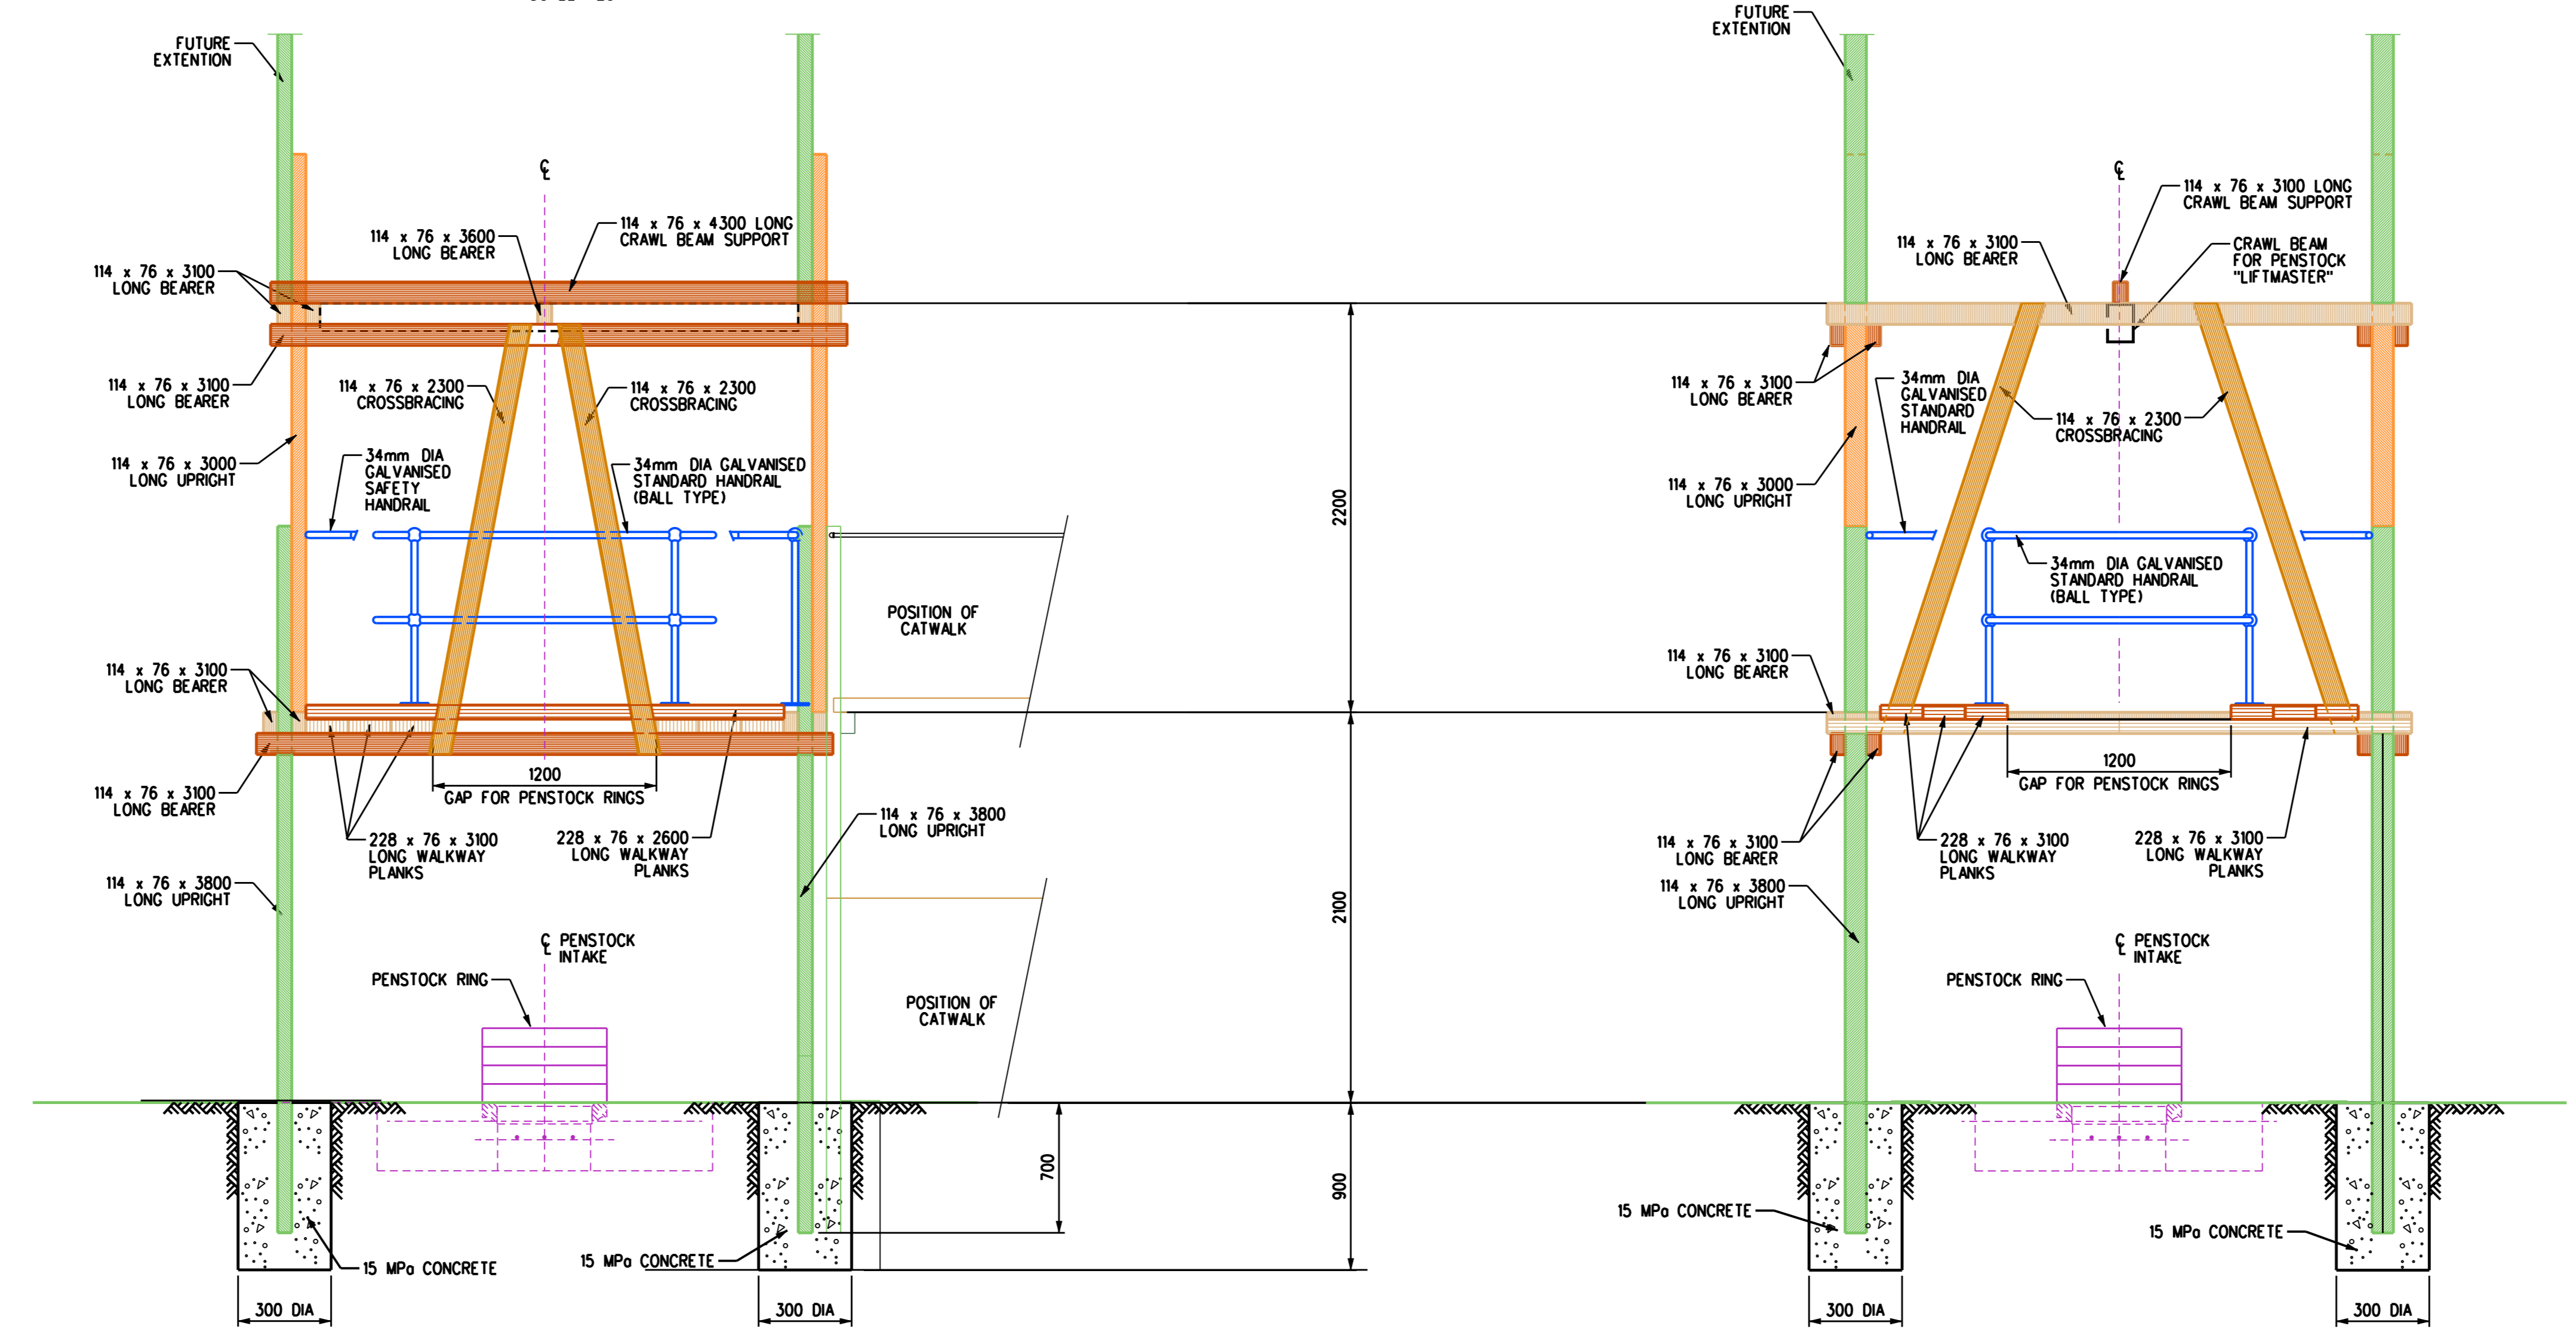 FUTURE
EXTENTION
℄
114 x 76 x 4300 LONG
CRAWL BEAM SUPPORT
114 x 76 x 3600
LONG BEARER
114 x 76 x 3100
LONG BEARER
114 x 76 x 3100
LONG BEARER
114 x 76 x 2300
CROSSBRACING
114 x 76 x 2300
CROSSBRACING
114 x 76 x 3000
LONG UPRIGHT
34mm DIA
GALVANISED
SAFETY
HANDRAIL
34mm DIA GALVANISED
STANDARD HANDRAIL
(BALL TYPE)
POSITION OF
CATWALK
114 x 76 x 3100
LONG BEARER
114 x 76 x 3100
LONG BEARER
1200
GAP FOR PENSTOCK RINGS
228 x 76 x 3100
LONG WALKWAY
PLANKS
228 x 76 x 2600
LONG WALKWAY
PLANKS
114 x 76 x 3800
LONG UPRIGHT
114 x 76 x 3800
LONG UPRIGHT
℄ PENSTOCK
INTAKE
PENSTOCK RING
POSITION OF
CATWALK
15 MPa CONCRETE
15 MPa CONCRETE
300 DIA
300 DIA
2200
2100
700
900
FUTURE
EXTENTION
℄
114 x 76 x 3100 LONG
CRAWL BEAM SUPPORT
114 x 76 x 3100
LONG BEARER
CRAWL BEAM
FOR PENSTOCK
"LIFTMASTER"
114 x 76 x 3100
LONG BEARER
34mm DIA
GALVANISED
STANDARD
HANDRAIL
114 x 76 x 2300
CROSSBRACING
114 x 76 x 3000
LONG UPRIGHT
34mm DIA GALVANISED
STANDARD HANDRAIL
(BALL TYPE)
114 x 76 x 3100
LONG BEARER
1200
GAP FOR PENSTOCK RINGS
114 x 76 x 3100
LONG BEARER
228 x 76 x 3100
LONG WALKWAY
PLANKS
228 x 76 x 3100
LONG WALKWAY
PLANKS
114 x 76 x 3800
LONG UPRIGHT
℄ PENSTOCK
INTAKE
PENSTOCK RING
15 MPa CONCRETE
15 MPa CONCRETE
300 DIA
300 DIA